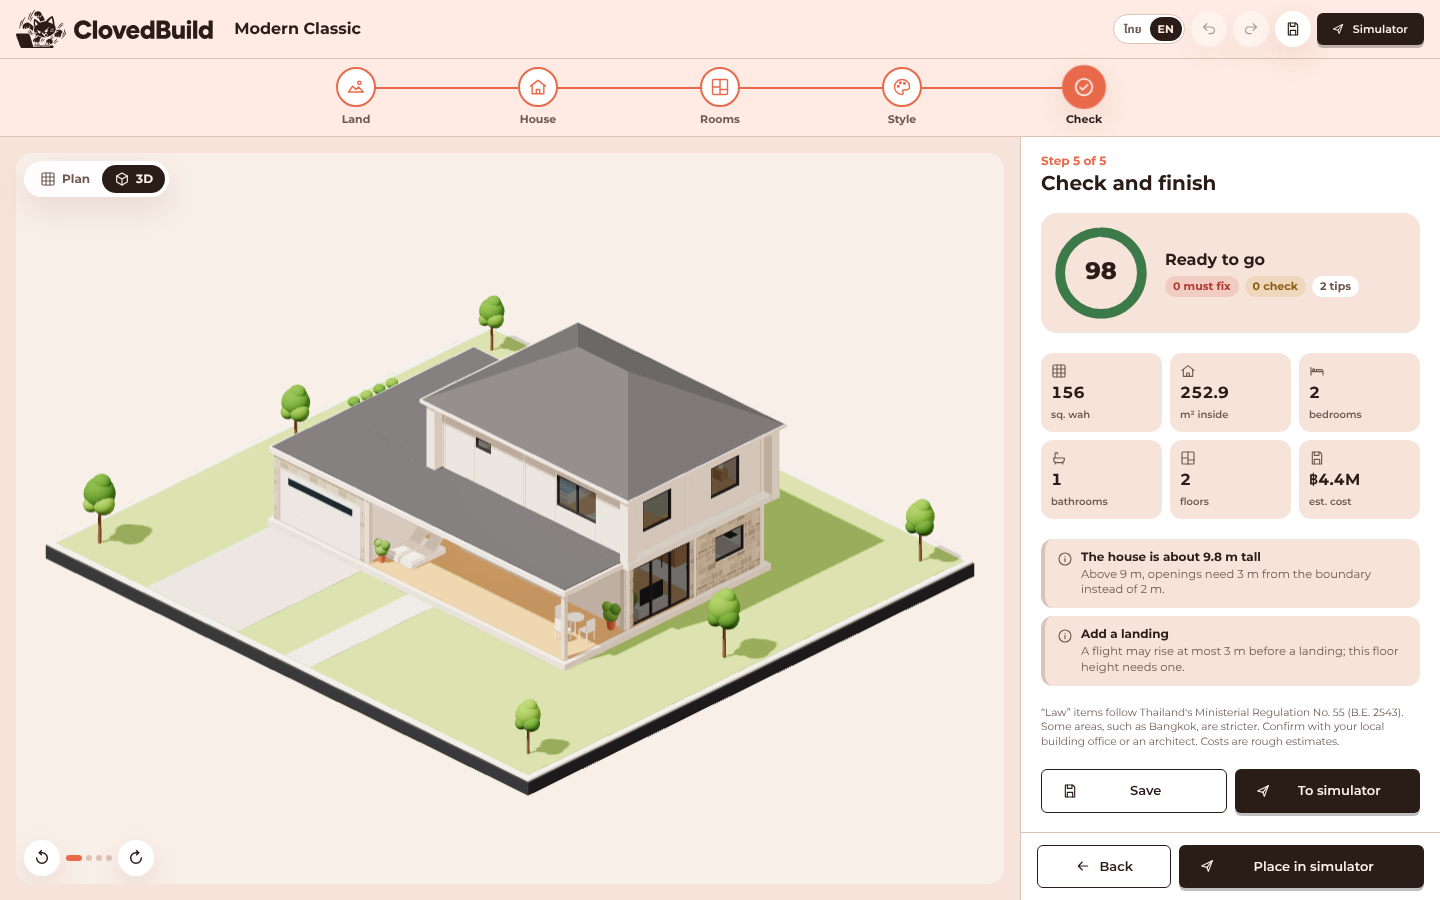 ClovedBuild
Modern Classic
ไทย
EN
Simulator
Land
House
Rooms
Style
Check
Plan
3D
Step 5 of 5
Check and finish
98
Ready to go
0 must fix
0 check
2 tips
156
sq. wah
252.9
m² inside
2
bedrooms
1
bathrooms
2
floors
฿4.4M
est. cost
The house is about 9.8 m tall
Above 9 m, openings need 3 m from the boundary
instead of 2 m.
Add a landing
A flight may rise at most 3 m before a landing; this floor
height needs one.
“Law” items follow Thailand's Ministerial Regulation No. 55 (B.E. 2543).
Some areas, such as Bangkok, are stricter. Confirm with your local
building office or an architect. Costs are rough estimates.
Save
To simulator
Back
Place in simulator